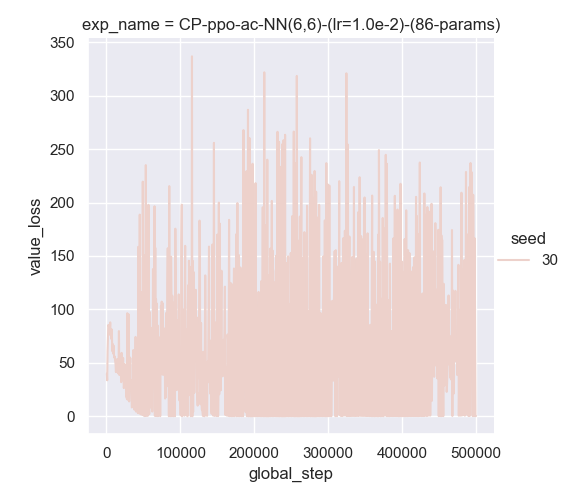 exp_name = CP-ppo-ac-NN(6,6)-(lr=1.0e-2)-(86-params)
350
300
250
200
150
100
50
0
value_loss
0 100000 200000 300000 400000 500000
global_step
seed
30